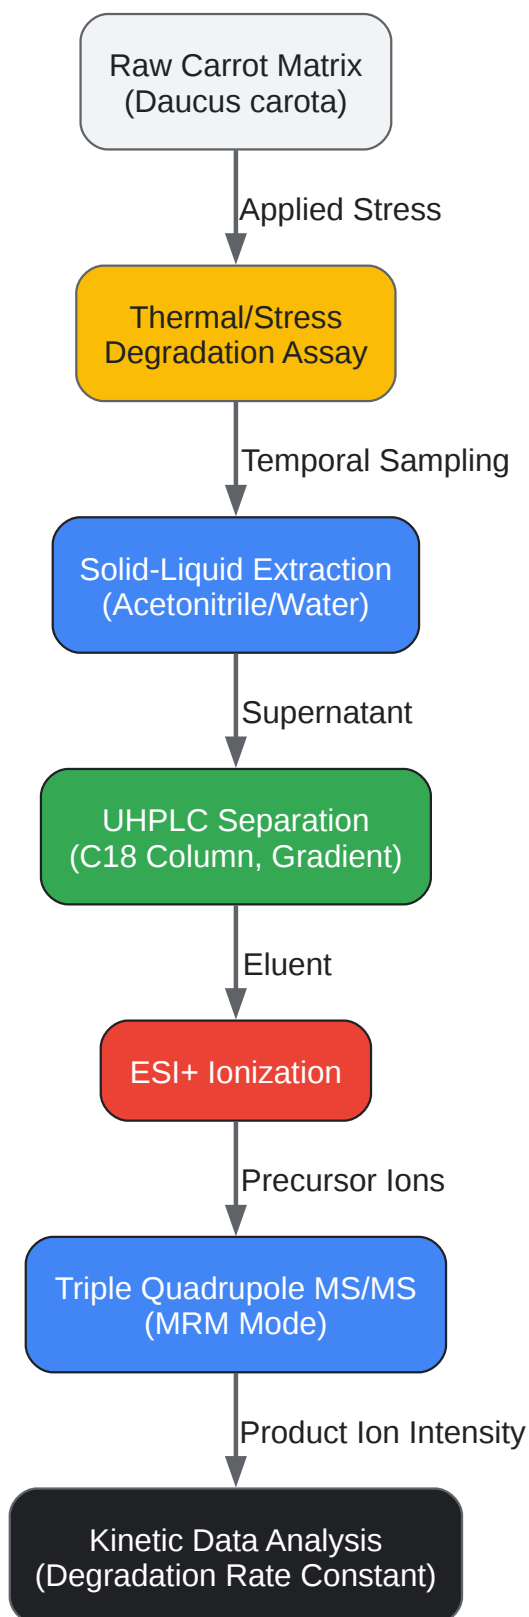 Raw Carrot Matrix
(Daucus carota)
Applied Stress
Thermal/Stress
Degradation Assay
Temporal Sampling
Solid-Liquid Extraction
(Acetonitrile/Water)
Supernatant
UHPLC Separation
(C18 Column, Gradient)
Eluent
ESI+ Ionization
Precursor Ions
Triple Quadrupole MS/MS
(MRM Mode)
Product Ion Intensity
Kinetic Data Analysis
(Degradation Rate Constant)